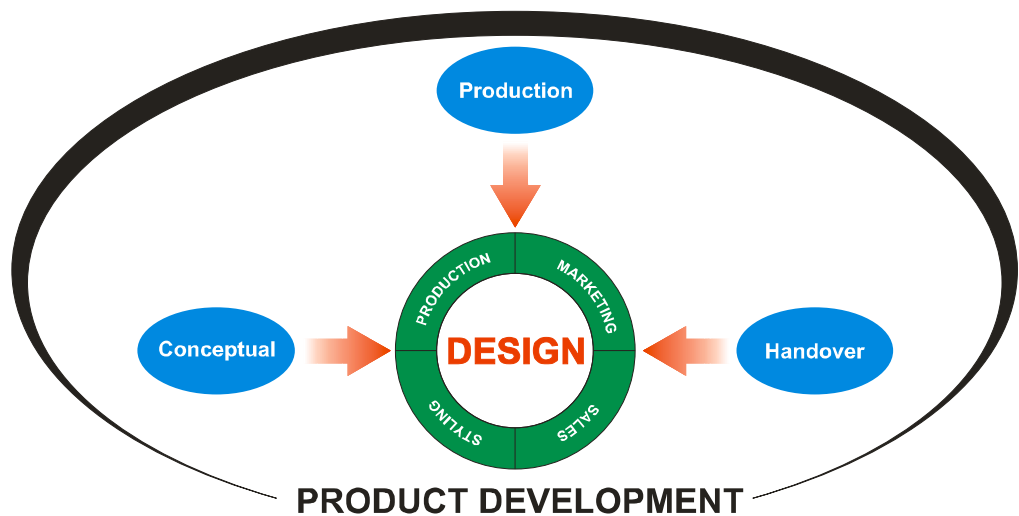 Production
PRODUCTION
MARKETING
Conceptual
DESIGN
Handover
STYLING
SALES
PRODUCT DEVELOPMENT